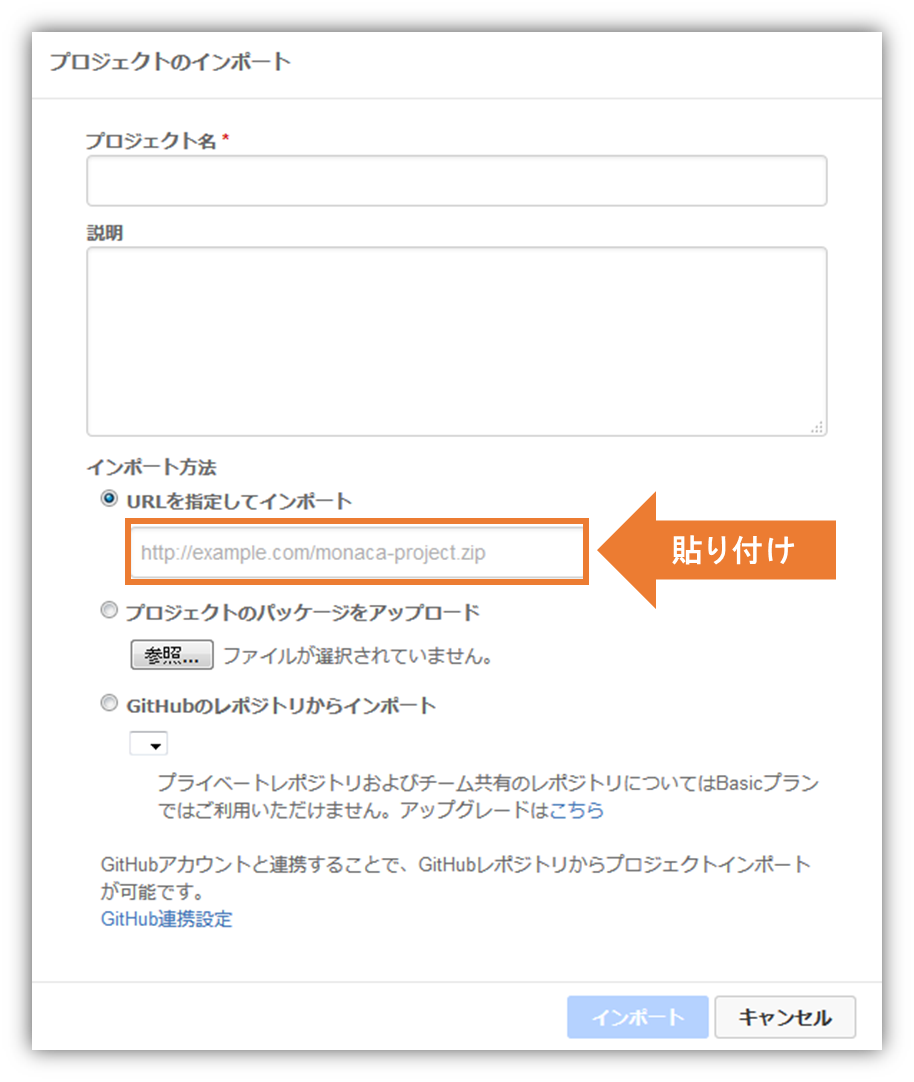 プロジェクトのインポート
プロジェクト名 *
説明
インポート方法
URLを指定してインポート
http://example.com/monaca-project.zip
貼り付け
プロジェクトのパッケージをアップロード
参照... ファイルが選択されていません。
GitHubのレポジトリからインポート
プライベートレポジトリおよびチーム共有のレポジトリについてはBasicプラン
ではご利用いただけません。アップグレードはこちら
GitHubアカウントと連携することで、GitHubレポジトリからプロジェクトインポート
が可能です。
GitHub連携設定
インポート キャンセル